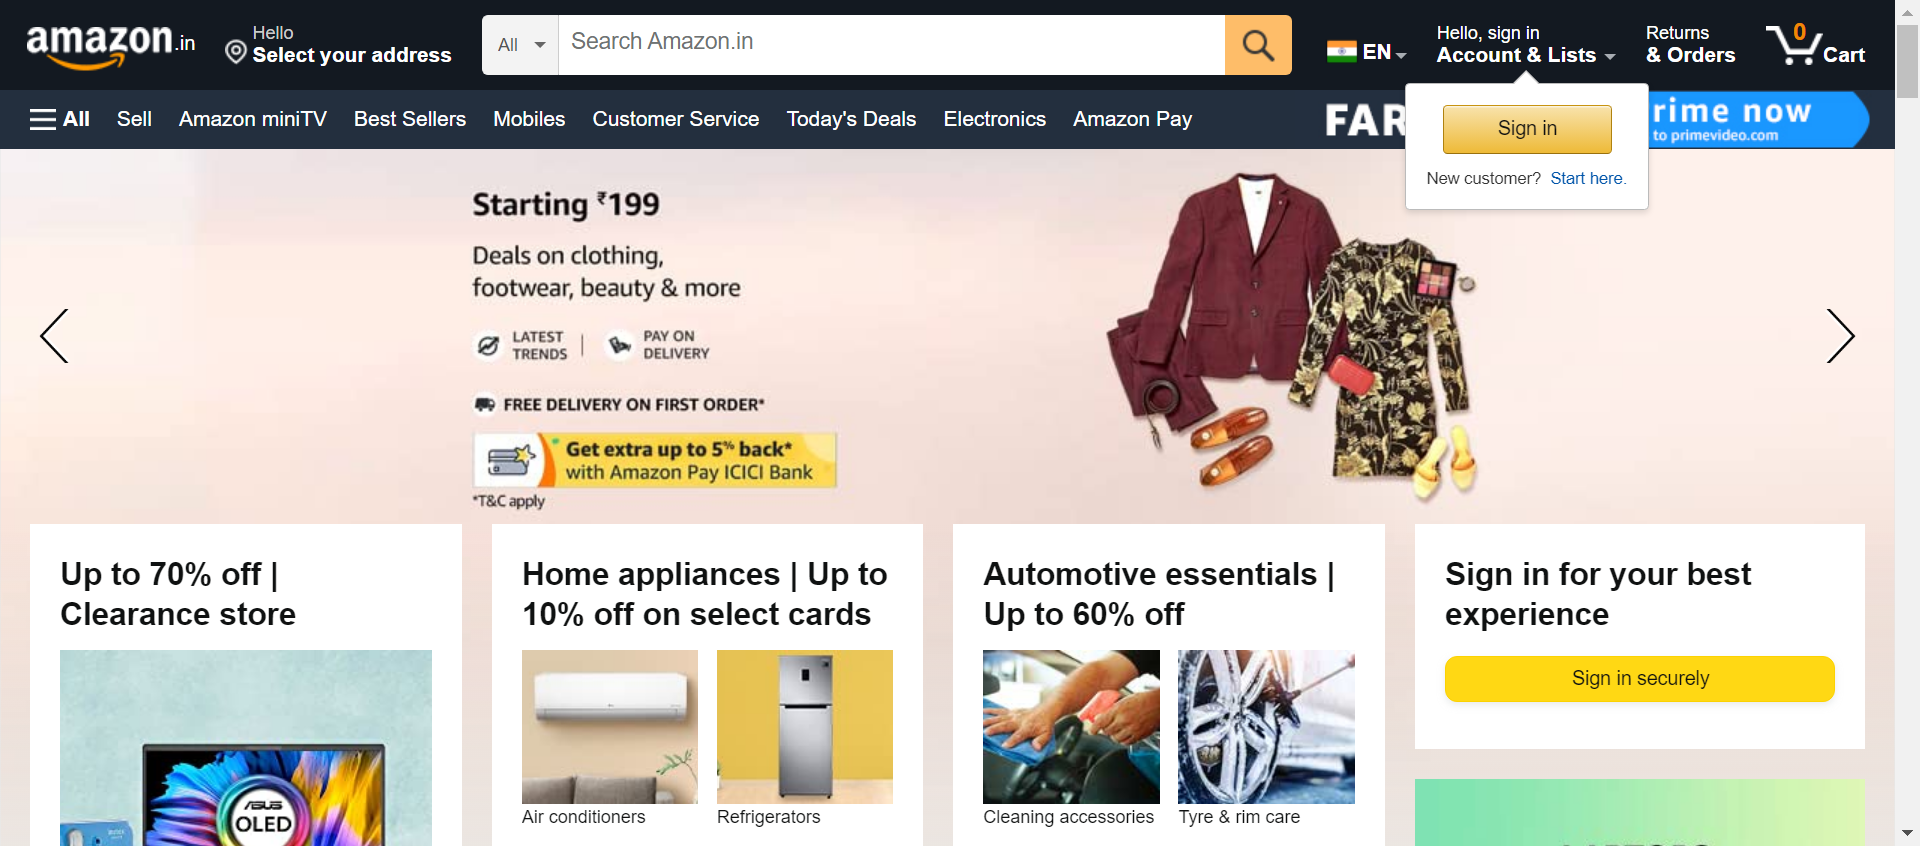 amazon.in
Hello
Select your address
All
Search Amazon.in
EN
Hello, sign in
Account & Lists
Returns
& Orders
0
Cart
All
Sell
Amazon miniTV
Best Sellers
Mobiles
Customer Service
Today's Deals
Electronics
Amazon Pay
FAR
rime now
to primevideo.com
Sign in
New customer? Start here.
Starting ₹199
Deals on clothing,
footwear, beauty & more
LATEST
TRENDS
PAY ON
DELIVERY
FREE DELIVERY ON FIRST ORDER*
Get extra up to 5% back*
with Amazon Pay ICICI Bank
*T&C apply
Up to 70% off |
Clearance store
ASUS
OLED
Home appliances | Up to
10% off on select cards
Air conditioners
Refrigerators
Automotive essentials |
Up to 60% off
Cleaning accessories
Tyre & rim care
Sign in for your best
experience
Sign in securely